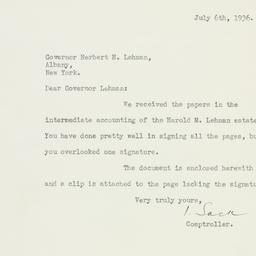 July 6th, 1936.
Governor Herbert H. Lehman,
Albany,
New York.
Dear Governor Lehman:
We received the papers in the
intermediate accounting of the Harold M. Lehman estate
You have done pretty well in signing all the pages, bu
you overlooked one signature.
The document is enclosed herewith
and a clip is attached to the page lacking the signatu
Very truly yours,
I. Sack
Comptroller.